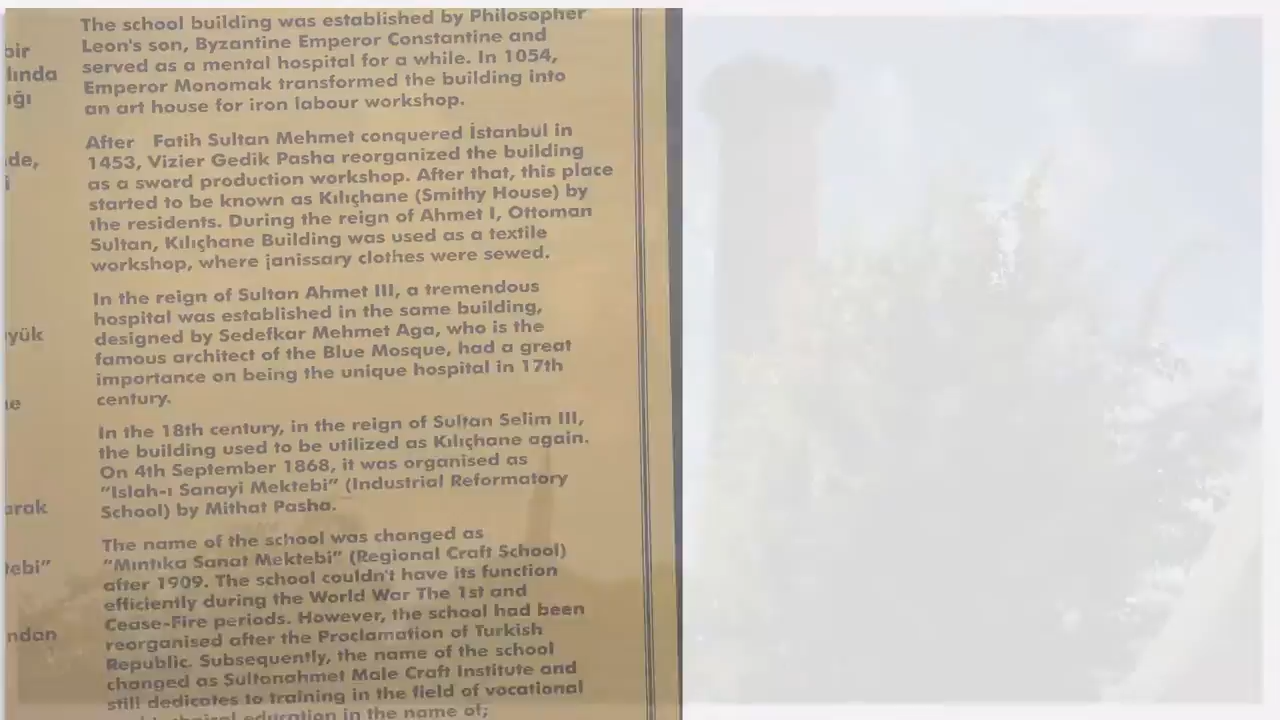 bir
The school building was established by Philosopher
Leon's son, Byzantine Emperor Constantine and
lında
served as a mental hospital for a while. In 1054,
ığı
Emperor Monomak transformed the building into
an art house for iron labour workshop.
After Fatih Sultan Mehmet conquered İstanbul in
de,
1453, Vizier Gedik Pasha reorganized the building
i
as a sword production workshop. After that, this place
started to be known as Kılıçhane (Smithy House) by
the residents. During the reign of Ahmet I, Ottoman
Sultan, Kılıçhane Building was used as a textile
workshop, where janissary clothes were sewed.
In the reign of Sultan Ahmet III, a tremendous
hospital was established in the same building,
yük
designed by Sedefkar Mehmet Aga, who is the
famous architect of the Blue Mosque, had a great
importance on being the unique hospital in 17th
ne
century.
In the 18th century, in the reign of Sultan Selim III,
the building used to be utilized as Kılıçhane again.
On 4th September 1868, it was organised as
"Islah-ı Sanayi Mektebi" (Industrial Reformatory
arak
School) by Mithat Pasha.
The name of the school was changed as
tebi"
"Mıntıka Sanat Mektebi" (Regional Craft School)
after 1909. The school couldn't have its function
efficiently during the World War The 1st and
Cease-Fire periods. However, the school had been
ndan
reorganised after the Proclamation of Turkish
Republic. Subsequently, the name of the school
changed as Sultanahmet Male Craft Institute and
still dedicates to training in the field of vocational
education in the name of;